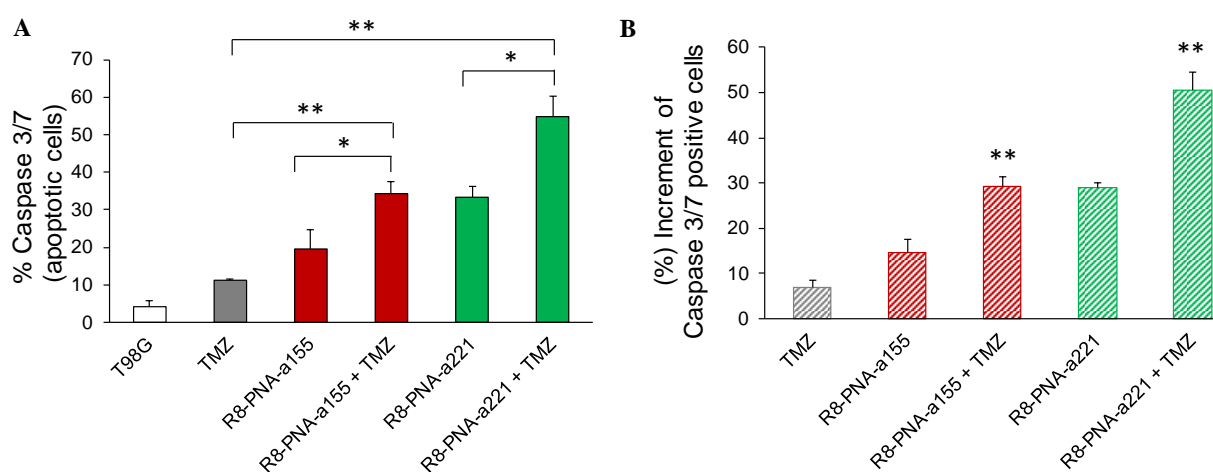 A
% Caspase 3/7
(apoptotic cells)
70
60
50
40
30
20
10
0
**
*
**
*
T98G
TMZ
R8-PNA-a155
R8-PNA-a155 + TMZ
R8-PNA-a221
R8-PNA-a221 + TMZ
B
(%) Increment of
Caspase 3/7 positive cells
60
50
40
30
20
10
0
**
**
TMZ
R8-PNA-a155
R8-PNA-a155 + TMZ
R8-PNA-a221
R8-PNA-a221 + TMZ